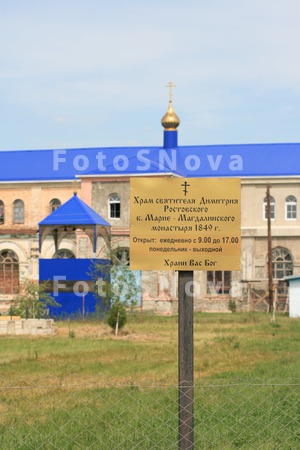 FotoSNova
Храм святителя Димитрия
Ростовского
к. Марие - Магдалинского
монастыря 1849 г.
Открыт: ежедневно с 9.00 до 17.00
понедельник - выходной
Храни Вас Бог
FotoSNova